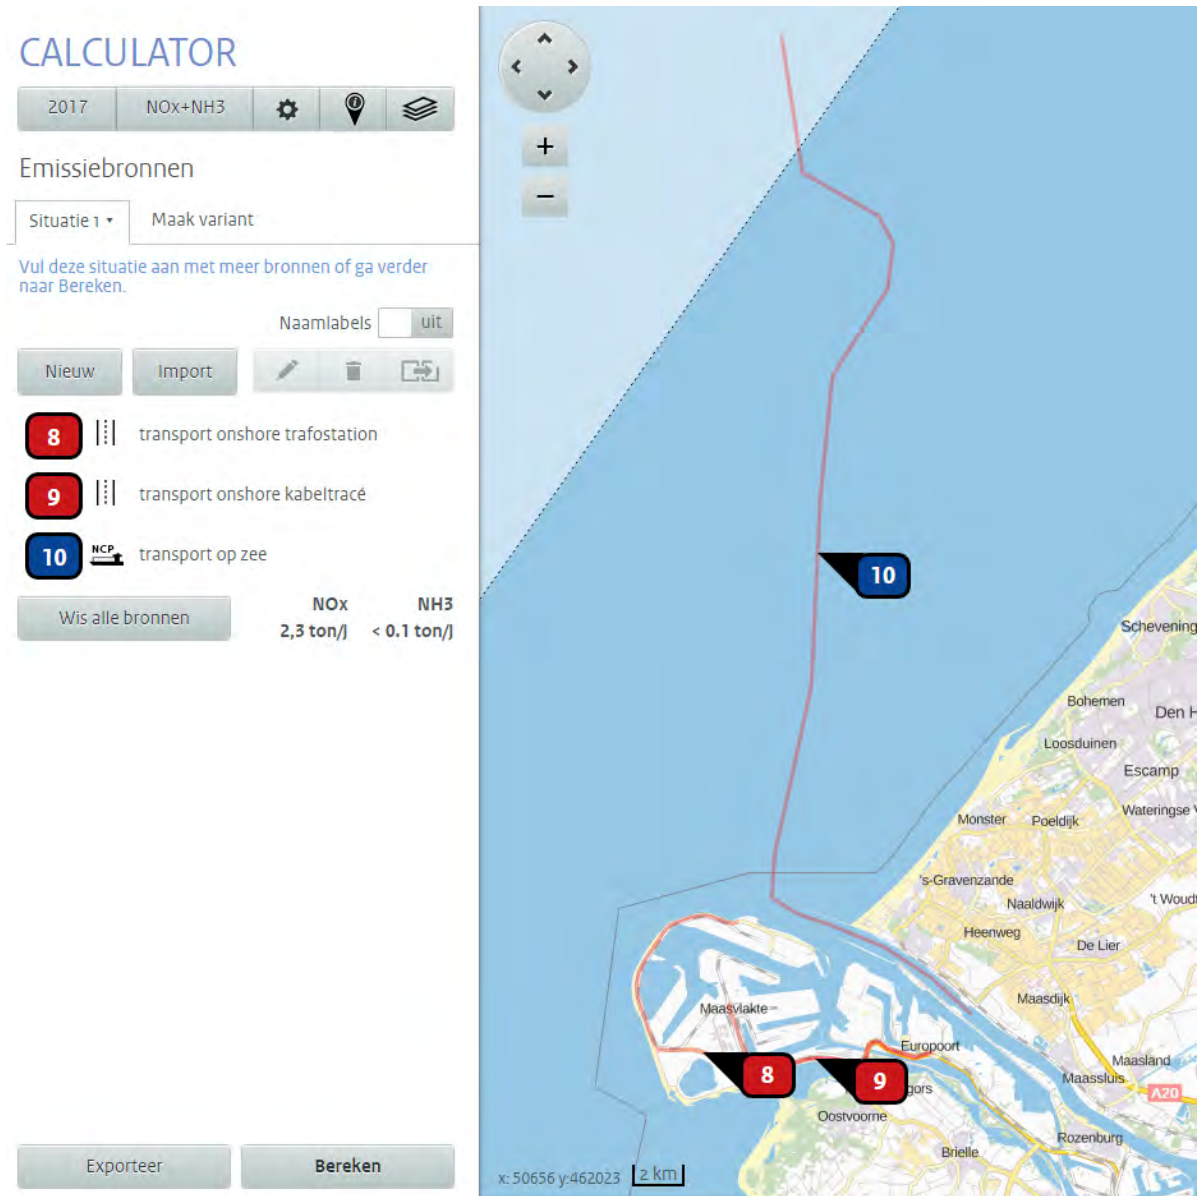 CALCULATOR
2017
NOx+NH3
Emissiebronnen
Situatie 1
Maak variant
Vul deze situatie aan met meer bronnen of ga verder
naar Bereken.
Naamlabels
uit
Nieuw
Import
8
transport onshore trafostation
9
transport onshore kabeltracé
10
NCP
transport op zee
Wis alle bronnen
NOx
NH3
2,3 ton/j
< 0.1 ton/j
Exporteer
Bereken
+
−
10
Schevening
Bohemen
Den H
Loosduinen
Escamp
Wateringse
Monster
Poeldijk
's-Gravenzande
Naaldwijk
't Woudt
Heenweg
De Lier
Maasdijk
Maasvlakte
Europoort
Maasland
Maassluis
A20
8
9
gors
Oostvoorne
Rozenburg
Brielle
x: 50656 y:462023
2 km